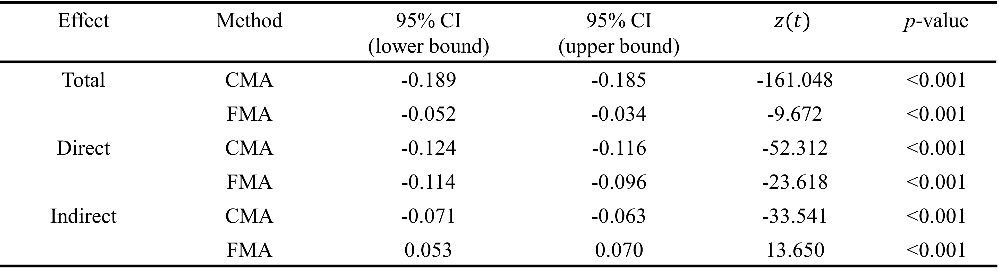 Effect Method 95% CI 95% CI z(t) p-value
(lower bound) (upper bound)
Total CMA -0.189 -0.185 -161.048 <0.001
FMA -0.052 -0.034 -9.672 <0.001
Direct CMA -0.124 -0.116 -52.312 <0.001
FMA -0.114 -0.096 -23.618 <0.001
Indirect CMA -0.071 -0.063 -33.541 <0.001
FMA 0.053 0.070 13.650 <0.001